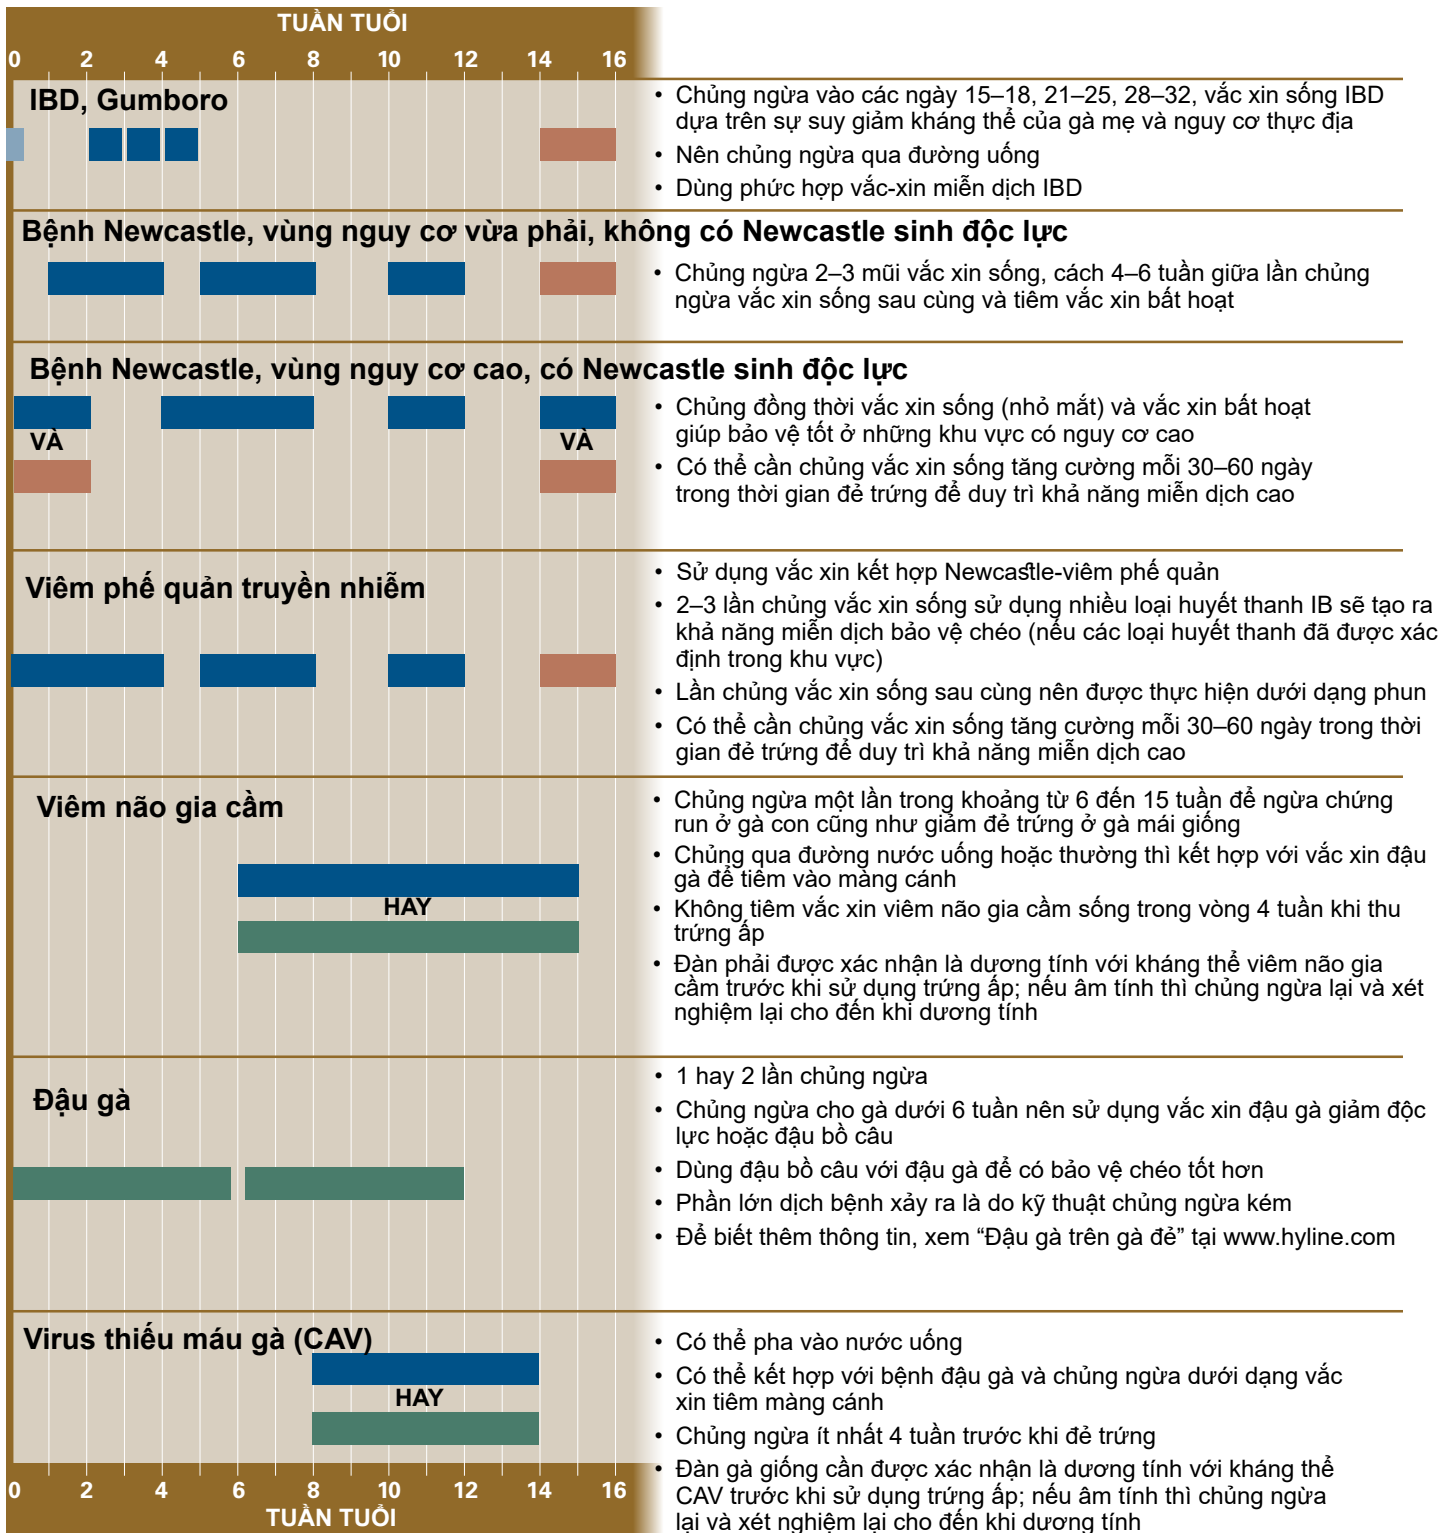 TUẦN TUỔI
0 2 4 6 8 10 12 14 16
IBD, Gumboro
• Chủng ngừa vào các ngày 15–18, 21–25, 28–32, vắc xin sống IBD
dựa trên sự suy giảm kháng thể của gà mẹ và nguy cơ thực địa
• Nên chủng ngừa qua đường uống
• Dùng phức hợp vắc-xin miễn dịch IBD
Bệnh Newcastle, vùng nguy cơ vừa phải, không có Newcastle sinh độc lực
• Chủng ngừa 2–3 mũi vắc xin sống, cách 4–6 tuần giữa lần chủng
ngừa vắc xin sống sau cùng và tiêm vắc xin bất hoạt
Bệnh Newcastle, vùng nguy cơ cao, có Newcastle sinh độc lực
VÀ
VÀ
• Chủng đồng thời vắc xin sống (nhỏ mắt) và vắc xin bất hoạt
giúp bảo vệ tốt ở những khu vực có nguy cơ cao
• Có thể cần chủng vắc xin sống tăng cường mỗi 30–60 ngày
trong thời gian đẻ trứng để duy trì khả năng miễn dịch cao
Viêm phế quản truyền nhiễm
• Sử dụng vắc xin kết hợp Newcastle-viêm phế quản
• 2–3 lần chủng vắc xin sống sử dụng nhiều loại huyết thanh IB sẽ tạo ra
khả năng miễn dịch bảo vệ chéo (nếu các loại huyết thanh đã được xác
định trong khu vực)
• Lần chủng vắc xin sống sau cùng nên được thực hiện dưới dạng phun
• Có thể cần chủng vắc xin sống tăng cường mỗi 30–60 ngày trong thời
gian đẻ trứng để duy trì khả năng miễn dịch cao
Viêm não gia cầm
HAY
• Chủng ngừa một lần trong khoảng từ 6 đến 15 tuần để ngừa chứng
run ở gà con cũng như giảm đẻ trứng ở gà mái giống
• Chủng qua đường nước uống hoặc thường thì kết hợp với vắc xin đậu
gà để tiêm vào màng cánh
• Không tiêm vắc xin viêm não gia cầm sống trong vòng 4 tuần khi thu
trứng ấp
• Đàn phải được xác nhận là dương tính với kháng thể viêm não gia
cầm trước khi sử dụng trứng ấp; nếu âm tính thì chủng ngừa lại và xét
nghiệm lại cho đến khi dương tính
Đậu gà
• 1 hay 2 lần chủng ngừa
• Chủng ngừa cho gà dưới 6 tuần nên sử dụng vắc xin đậu gà giảm độc
lực hoặc đậu bồ câu
• Dùng đậu bồ câu với đậu gà để có bảo vệ chéo tốt hơn
• Phần lớn dịch bệnh xảy ra là do kỹ thuật chủng ngừa kém
• Để biết thêm thông tin, xem “Đậu gà trên gà đẻ” tại www.hyline.com
Virus thiếu máu gà (CAV)
HAY
• Có thể pha vào nước uống
• Có thể kết hợp với bệnh đậu gà và chủng ngừa dưới dạng vắc
xin tiêm màng cánh
• Chủng ngừa ít nhất 4 tuần trước khi đẻ trứng
• Đàn gà giống cần được xác nhận là dương tính với kháng thể
CAV trước khi sử dụng trứng ấp; nếu âm tính thì chủng ngừa
lại và xét nghiệm lại cho đến khi dương tính
0 2 4 6 8 10 12 14 16
TUẦN TUỔI